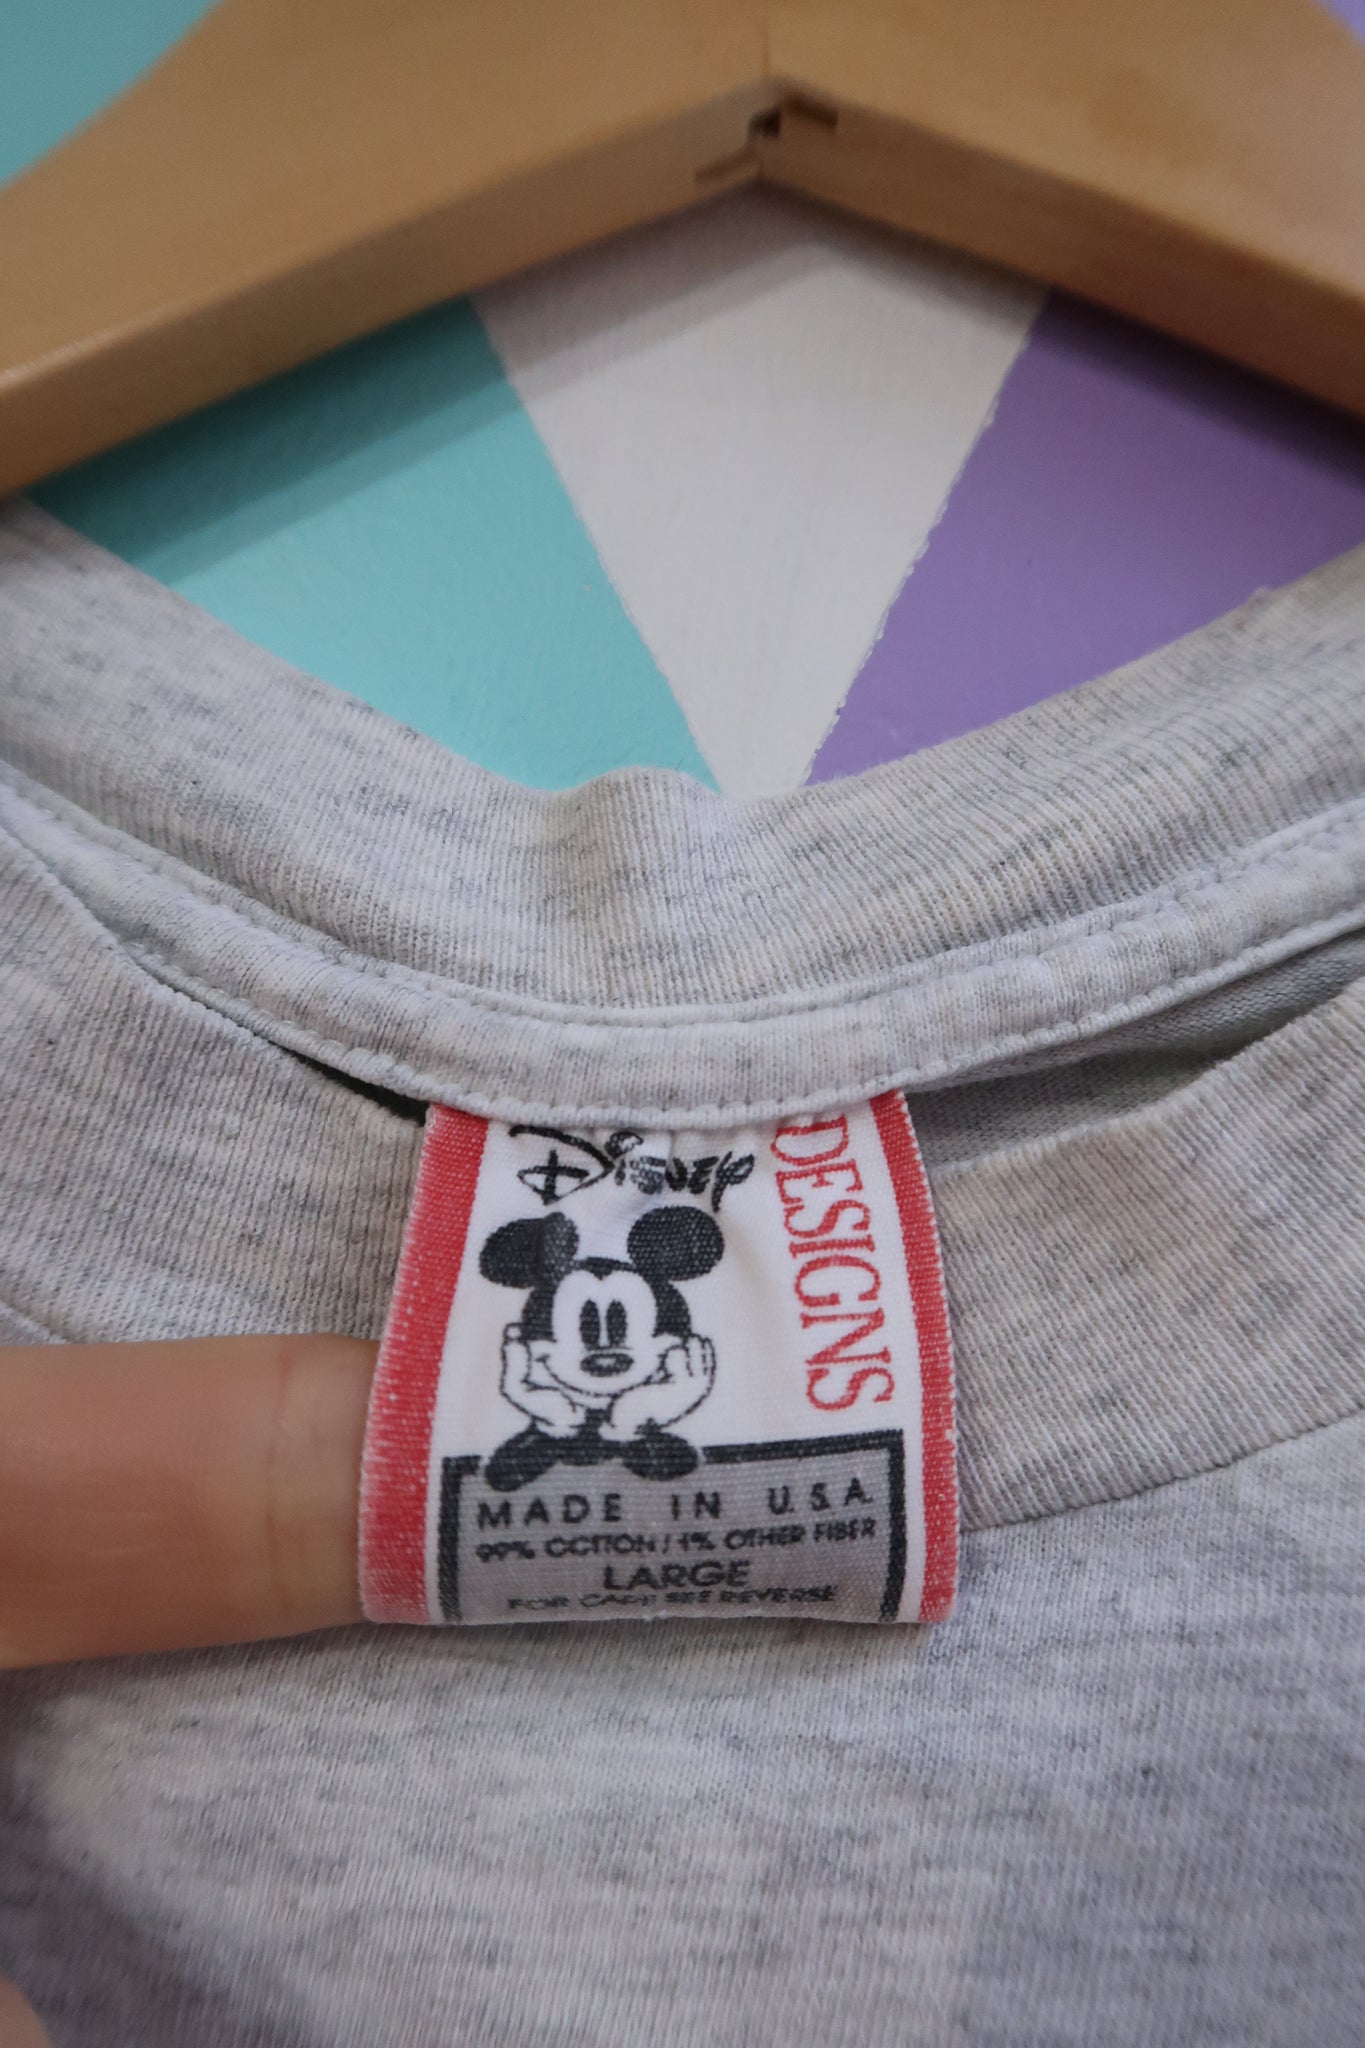 Disney
DESIGNS
MADE IN U.S.A.
99% COTTON/1% OTHER FIBER
LARGE
FOR CARE SEE REVERSE